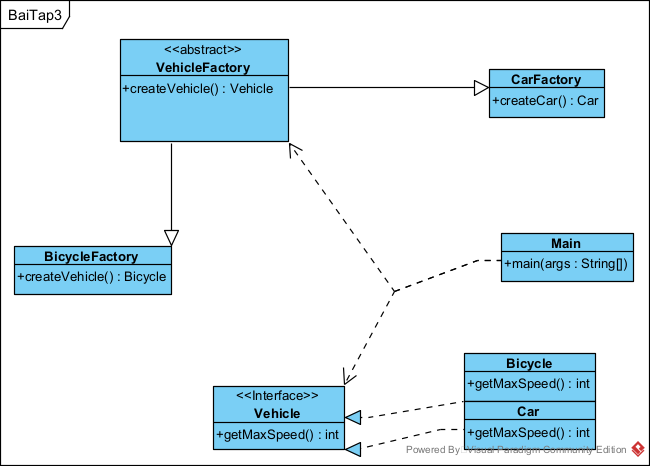 BaiTap3
<<abstract>>
VehicleFactory
+createVehicle() : Vehicle
CarFactory
+createCar() : Car
BicycleFactory
+createVehicle() : Bicycle
Main
+main(args : String[])
Bicycle
+getMaxSpeed() : int
<<Interface>>
Vehicle
+getMaxSpeed() : int
Car
+getMaxSpeed() : int
Powered By: Visual Paradigm Community Edition